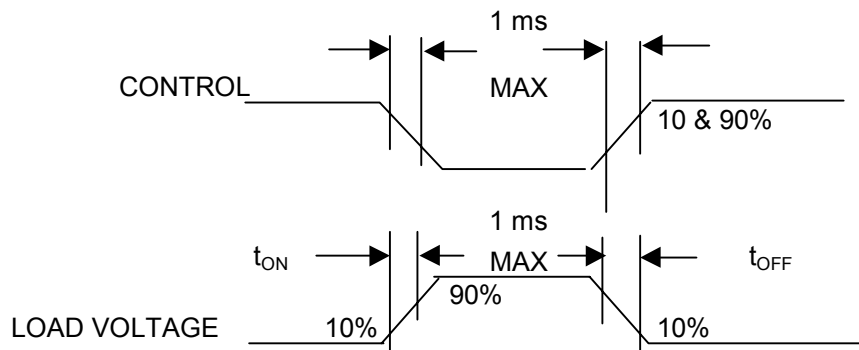 1 ms
CONTROL
MAX
10 & 90%
1 ms
tON
MAX
tOFF
90%
LOAD VOLTAGE
10%
10%